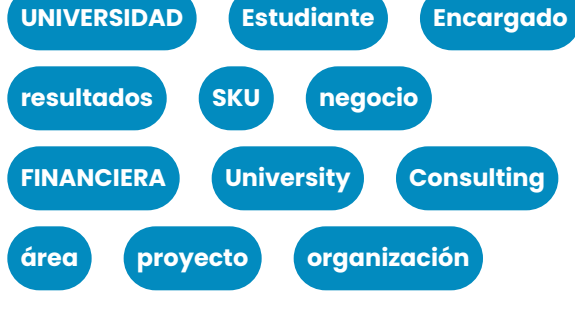 UNIVERSIDAD Estudiante Encargado
resultados SKU negocio
FINANCIERA University Consulting
área proyecto organización